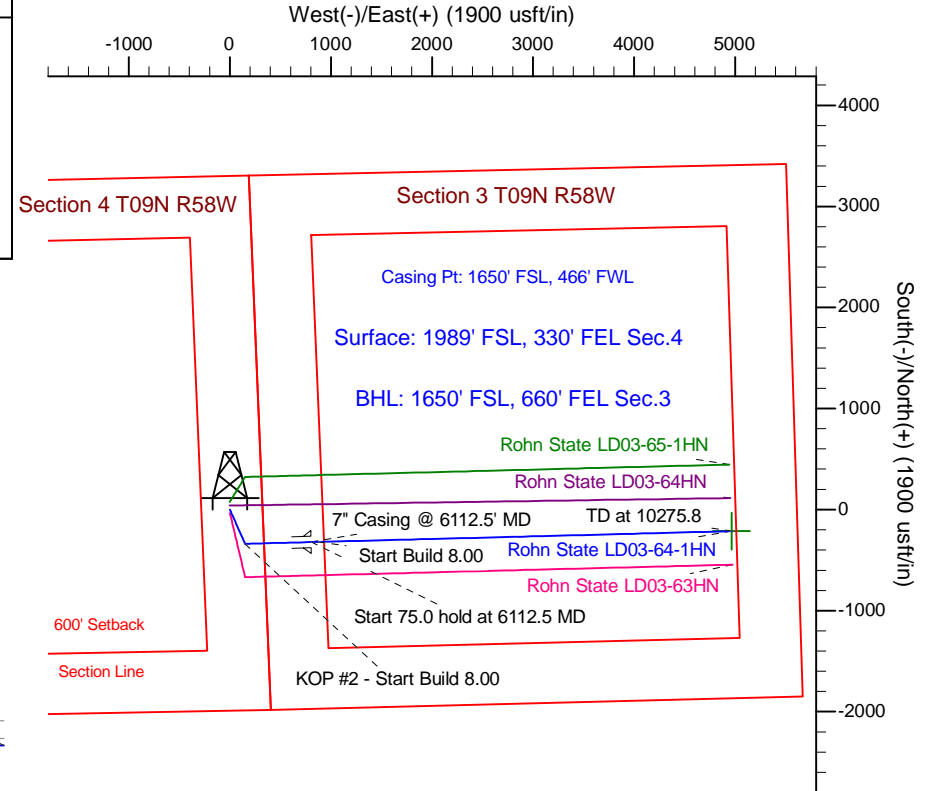 West(-)/East(+) (1900 usft/in)
-1000 0 1000 2000 3000 4000 5000
4000
3000
2000
1000
0
-1000
-2000
South(-)/North(+) (1900 usft/in)
Section 4 T09N R58W
Section 3 T09N R58W
Casing Pt: 1650' FSL, 466' FWL
Surface: 1989' FSL, 330' FEL Sec.4
BHL: 1650' FSL, 660' FEL Sec.3
Rohn State LD03-65-1HN
Rohn State LD03-64HN
7" Casing @ 6112.5' MD
TD at 10275.8
Start Build 8.00
Rohn State LD03-64-1HN
Rohn State LD03-63HN
Start 75.0 hold at 6112.5 MD
600' Setback
Section Line
KOP #2 - Start Build 8.00